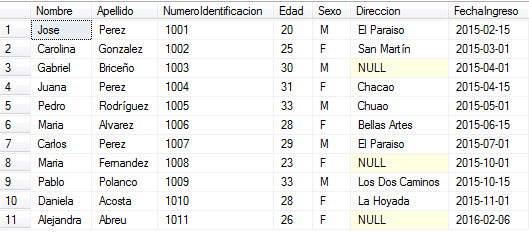 Nombre Apellido NumeroIdentificacion Edad Sexo Direccion FechaIngreso
1 Jose Perez 1001 20 M El Paraiso 2015-02-15
2 Carolina Gonzalez 1002 25 F San Martín 2015-03-01
3 Gabriel Briceño 1003 30 M NULL 2015-04-01
4 Juana Perez 1004 31 F Chacao 2015-04-15
5 Pedro Rodríguez 1005 33 M Chuao 2015-05-01
6 Maria Alvarez 1006 28 F Bellas Artes 2015-06-15
7 Carlos Perez 1007 29 M El Paraiso 2015-07-01
8 Maria Fernandez 1008 23 F NULL 2015-10-01
9 Pablo Polanco 1009 33 M Los Dos Caminos 2015-10-15
10 Daniela Acosta 1010 28 F La Hoyada 2015-11-01
11 Alejandra Abreu 1011 26 F NULL 2016-02-06